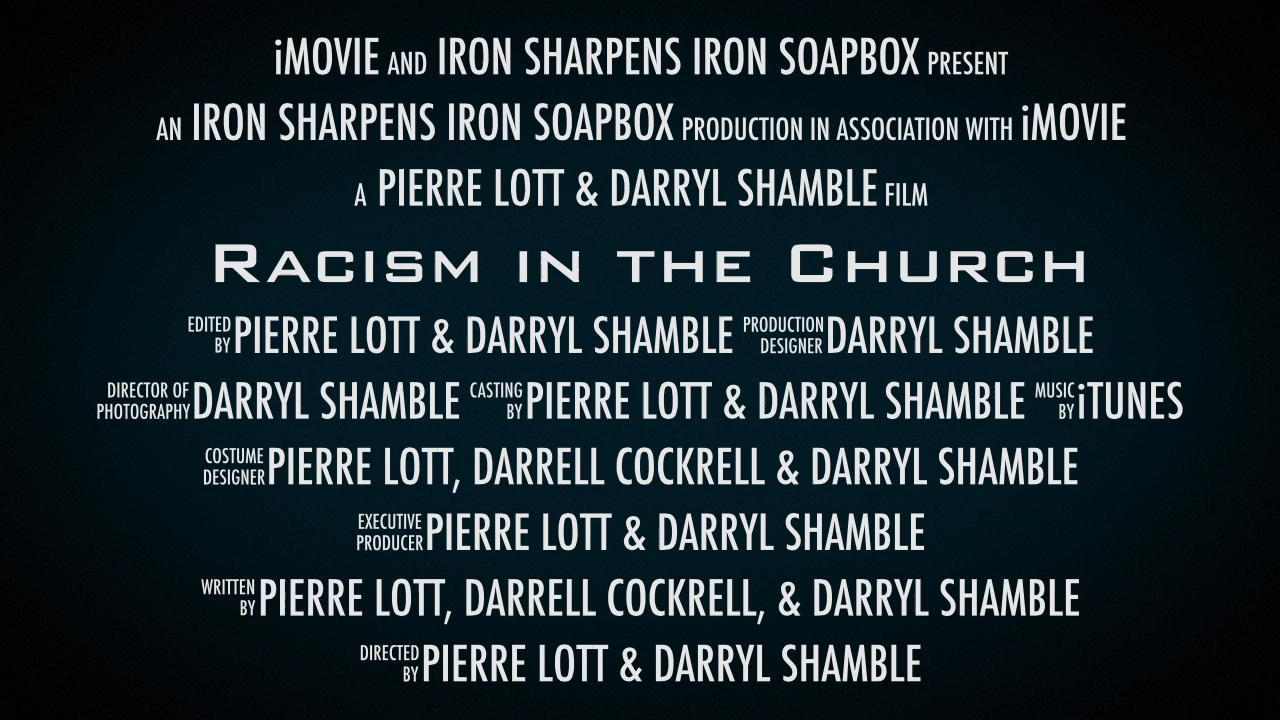 iMOVIE AND IRON SHARPENS IRON SOAPBOX PRESENT
AN IRON SHARPENS IRON SOAPBOX PRODUCTION IN ASSOCIATION WITH iMOVIE
A PIERRE LOTT & DARRYL SHAMBLE FILM
RACISM IN THE CHURCH
EDITED BY PIERRE LOTT & DARRYL SHAMBLE PRODUCTION DESIGNER DARRYL SHAMBLE
DIRECTOR OF PHOTOGRAPHY DARRYL SHAMBLE CASTING BY PIERRE LOTT & DARRYL SHAMBLE MUSIC BY iTUNES
COSTUME DESIGNER PIERRE LOTT, DARRELL COCKRELL & DARRYL SHAMBLE
EXECUTIVE PRODUCER PIERRE LOTT & DARRYL SHAMBLE
WRITTEN BY PIERRE LOTT, DARRELL COCKRELL, & DARRYL SHAMBLE
DIRECTED BY PIERRE LOTT & DARRYL SHAMBLE